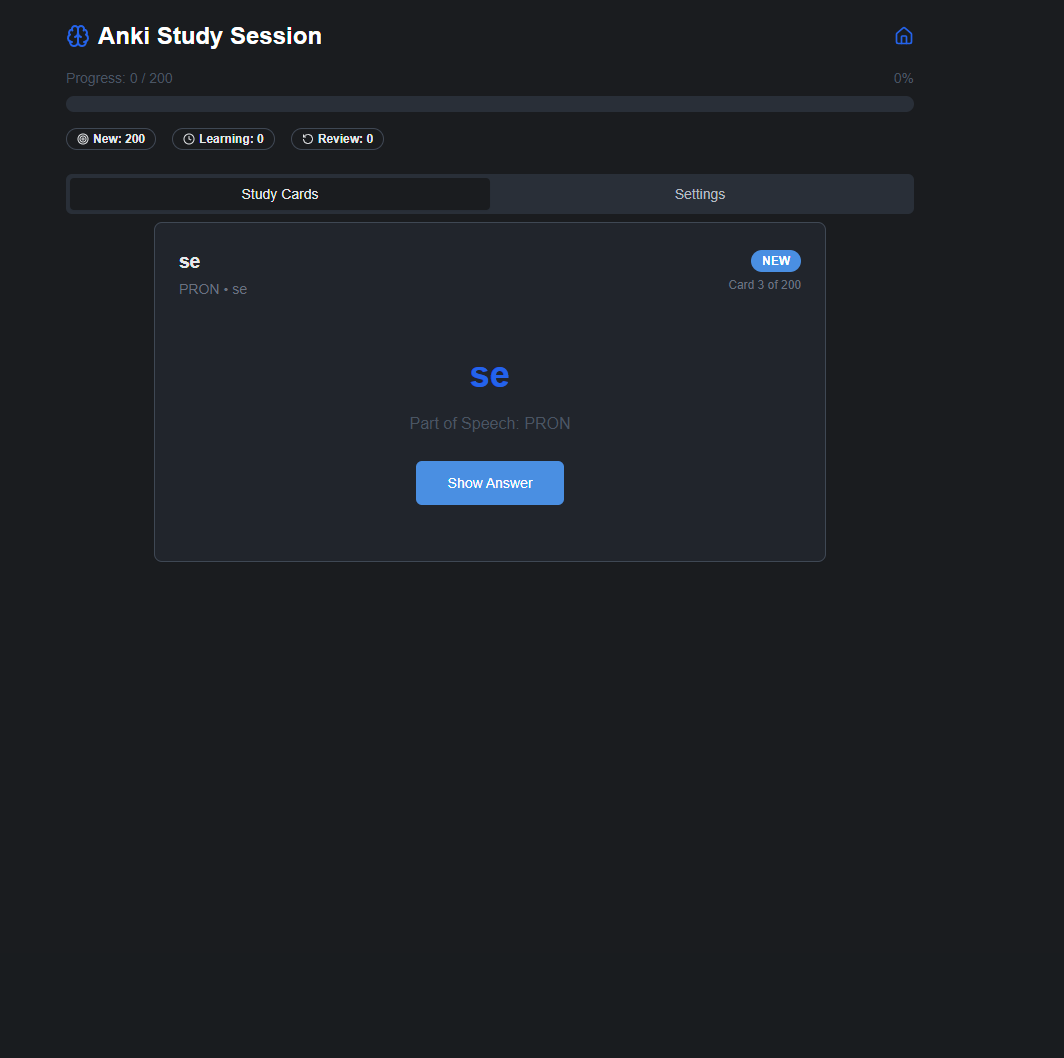 Anki Study Session
Progress: 0 / 200 0%
New: 200 Learning: 0 Review: 0
Study Cards Settings
se NEW
PRON • se Card 3 of 200
se
Part of Speech: PRON
Show Answer